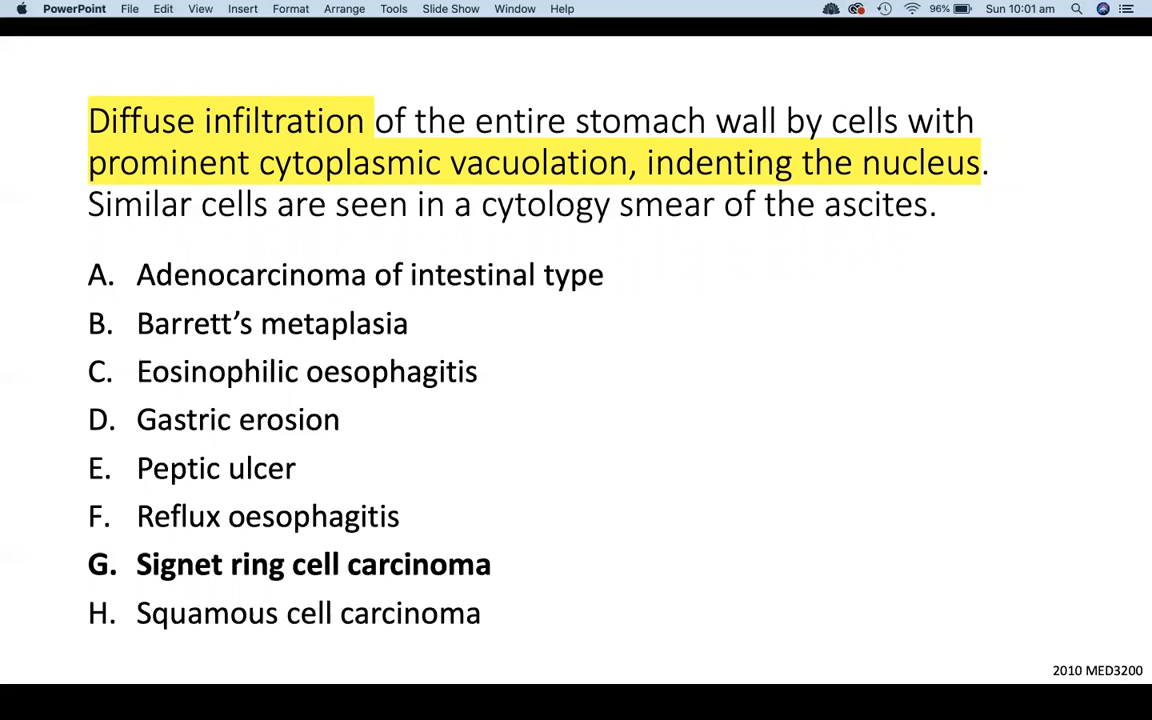 PowerPoint File Edit View Insert Format Arrange Tools Slide Show Window Help 96% Sun 10:01 am
Diffuse infiltration of the entire stomach wall by cells with
prominent cytoplasmic vacuolation, indenting the nucleus.
Similar cells are seen in a cytology smear of the ascites.
A. Adenocarcinoma of intestinal type
B. Barrett’s metaplasia
C. Eosinophilic oesophagitis
D. Gastric erosion
E. Peptic ulcer
F. Reflux oesophagitis
G. Signet ring cell carcinoma
H. Squamous cell carcinoma
2010 MED3200